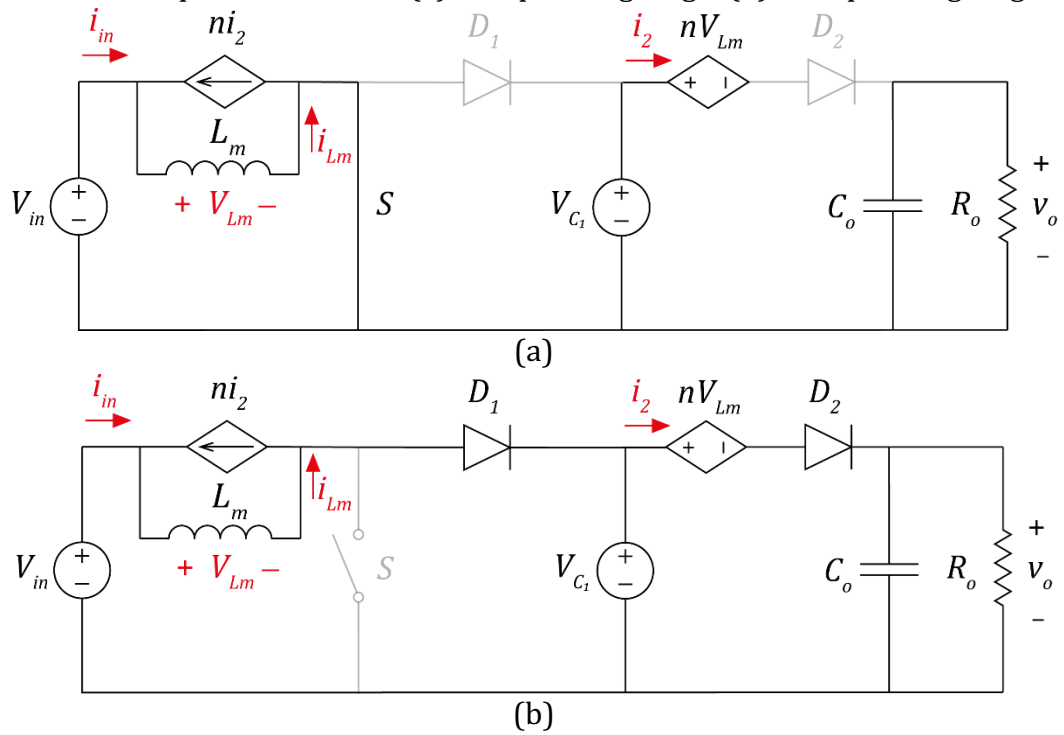 i_in ni_2 D_1 i_2 nV_Lm D_2
+ −
L_m i_Lm
V_in + − + V_Lm − S V_C1 + − C_o R_o + v_o −
(a)
i_in ni_2 D_1 i_2 nV_Lm D_2
+ −
L_m i_Lm
V_in + − + V_Lm − S V_C1 + − C_o R_o + v_o −
(b)